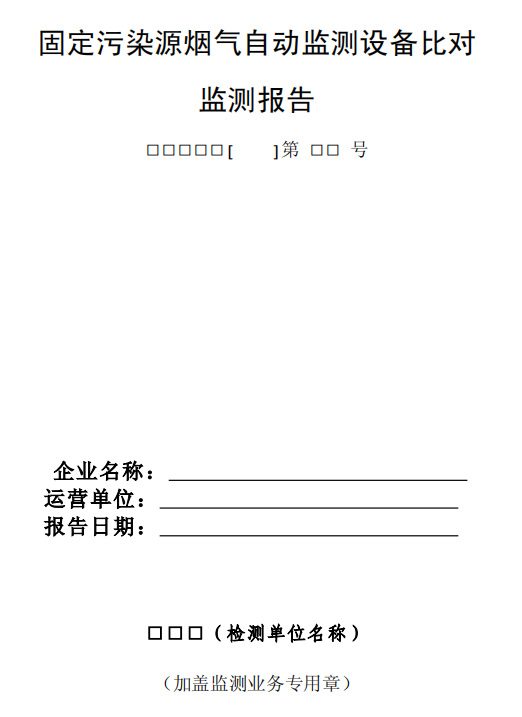 固定污染源烟气自动监测设备比对
监测报告
□□□□□[ ]第 □□ 号
企业名称：
运营单位：
报告日期：
□□□（检测单位名称）
（加盖监测业务专用章）